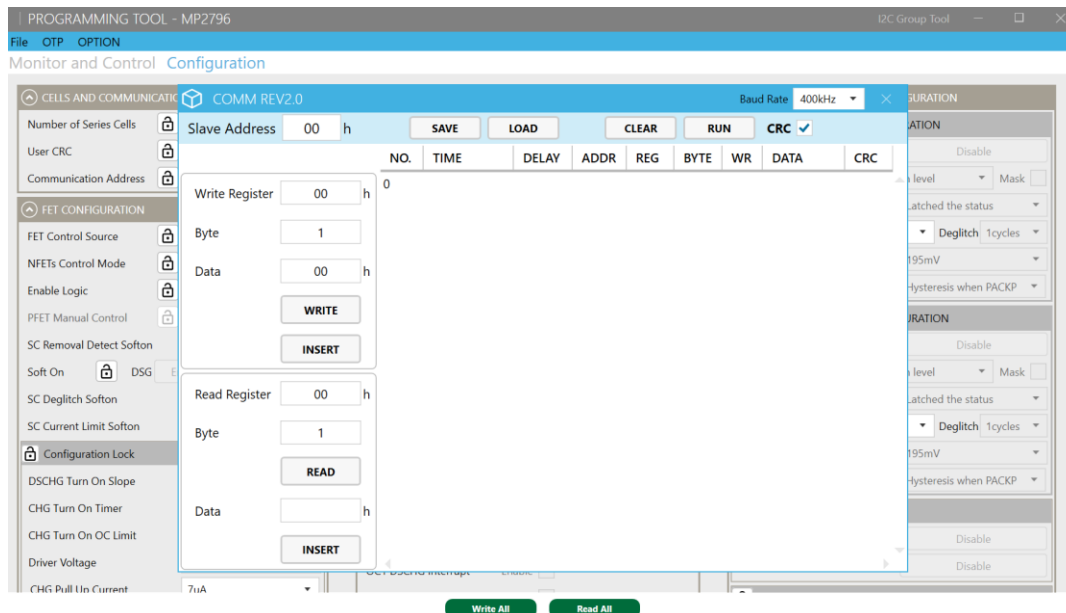 PROGRAMMING TOOL - MP2796
I2C Group Tool
File OTP OPTION
Monitor and Control Configuration
CELLS AND COMMUNICATIC
Number of Series Cells
User CRC
Communication Address
FET CONFIGURATION
FET Control Source
NFETs Control Mode
Enable Logic
PFET Manual Control
SC Removal Detect Softon
Soft On DSG E
SC Deglitch Softon
SC Current Limit Softon
Configuration Lock
DSCHG Turn On Slope
CHG Turn On Timer
CHG Turn On OC Limit
Driver Voltage
CHG Pull Up Current 7uA
COMM REV2.0 Baud Rate 400kHz
Slave Address 00 h SAVE LOAD CLEAR RUN CRC
NO. TIME DELAY ADDR REG BYTE WR DATA CRC
0
Write Register 00 h
Byte 1
Data 00 h
WRITE
INSERT
Read Register 00 h
Byte 1
READ
Data h
INSERT
GURATION
ATION
Disable
level Mask
Latched the status
Deglitch 1cycles
195mV
Hysteresis when PACKP
URATION
Disable
level Mask
Latched the status
Deglitch 1cycles
195mV
Hysteresis when PACKP
Disable
Disable
Write All Read All